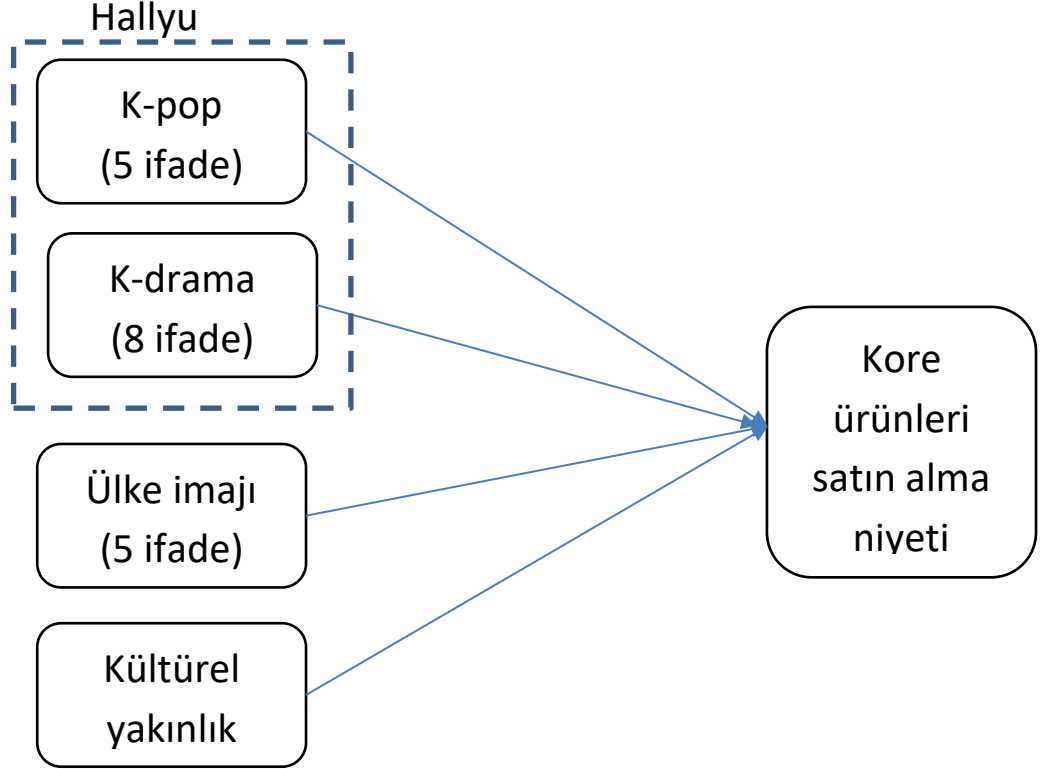 Hallyu
K-pop
(5 ifade)
K-drama
(8 ifade)
Ülke imajı
(5 ifade)
Kültürel
yakınlık
Kore
ürünleri
satın alma
niyeti